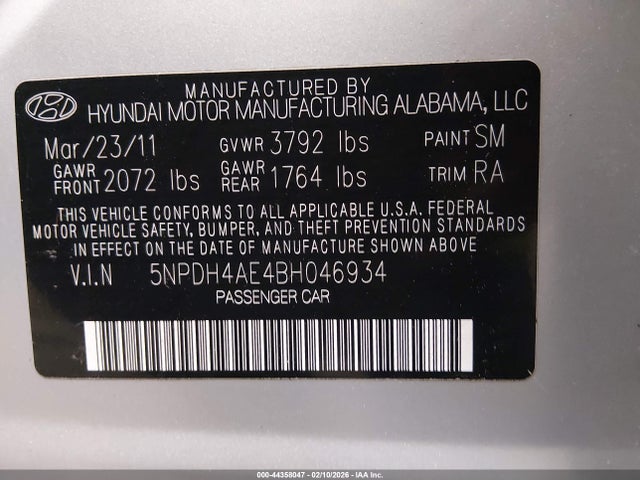 MANUFACTURED BY
HYUNDAI MOTOR MANUFACTURING ALABAMA, LLC
Mar/23/11 GVWR 3792 lbs PAINT SM
GAWR FRONT 2072 lbs GAWR REAR 1764 lbs TRIM RA
THIS VEHICLE CONFORMS TO ALL APPLICABLE U.S.A. FEDERAL
MOTOR VEHICLE SAFETY, BUMPER, AND THEFT PREVENTION STANDARDS
IN EFFECT ON THE DATE OF MANUFACTURE SHOWN ABOVE
V.I.N 5NPDH4AE4BH046934
PASSENGER CAR
000-44358047 - 02/10/2026 - IAA Inc.